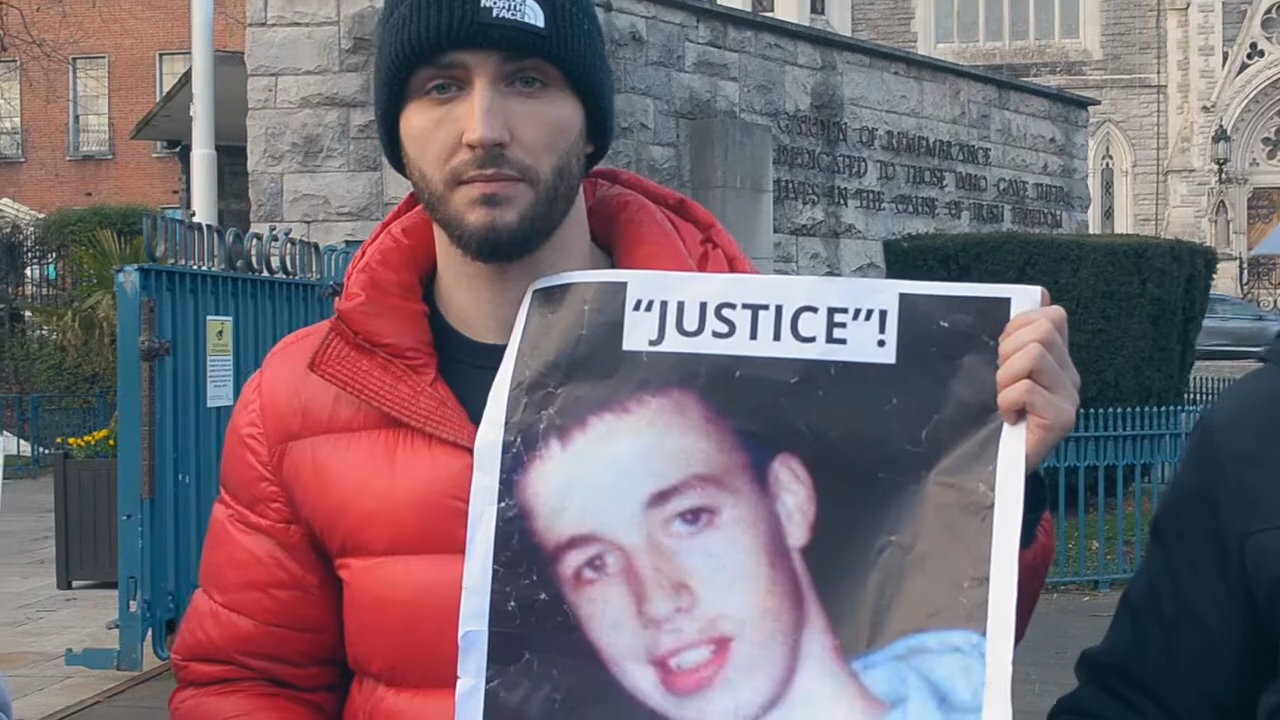 NORTH
FACE
GARDEN OF REMEMBRANCE
DEDICATED TO THOSE WHO GAVE THEIR
LIVES IN THE CAUSE OF IRISH FREEDOM
“JUSTICE”!